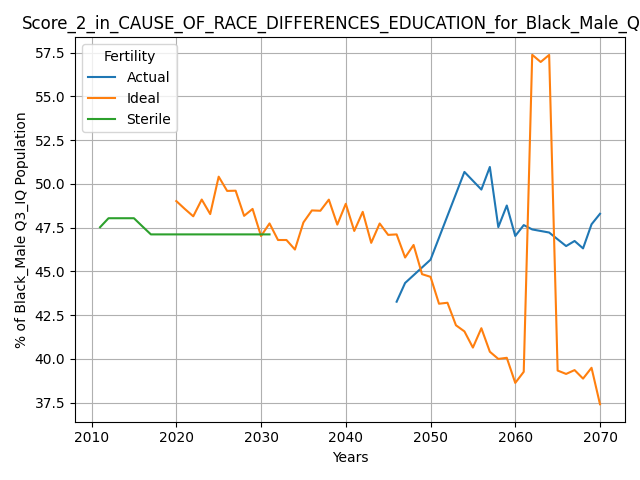 Score_2_in_CAUSE_OF_RACE_DIFFERENCES_EDUCATION_for_Black_Male_Q
Fertility
Actual
Ideal
Sterile
% of Black_Male Q3_IQ Population
57.5
55.0
52.5
50.0
47.5
45.0
42.5
40.0
37.5
2010 2020 2030 2040 2050 2060 2070
Years